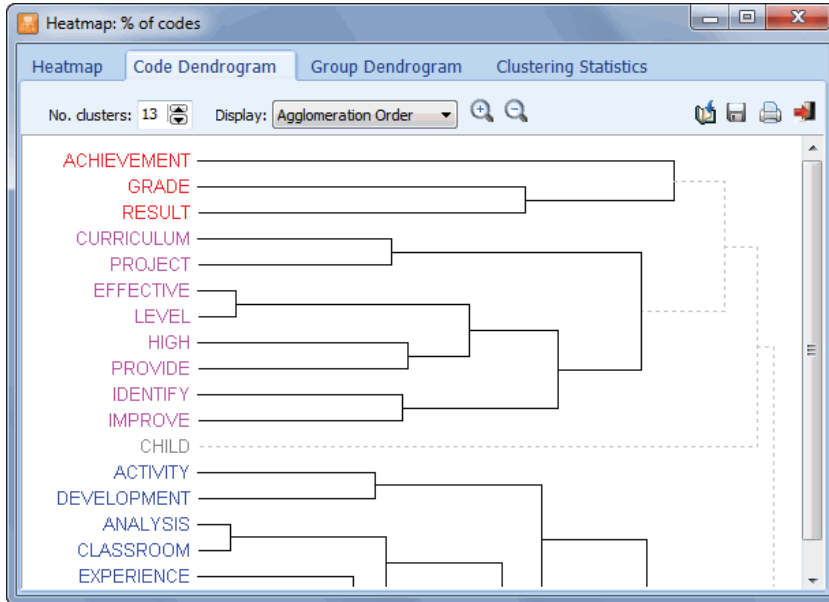 Heatmap: % of codes
Heatmap Code Dendrogram Group Dendrogram Clustering Statistics
No. clusters: 13 Display: Agglomeration Order
ACHIEVEMENT
GRADE
RESULT
CURRICULUM
PROJECT
EFFECTIVE
LEVEL
HIGH
PROVIDE
IDENTIFY
IMPROVE
CHILD
ACTIVITY
DEVELOPMENT
ANALYSIS
CLASSROOM
EXPERIENCE